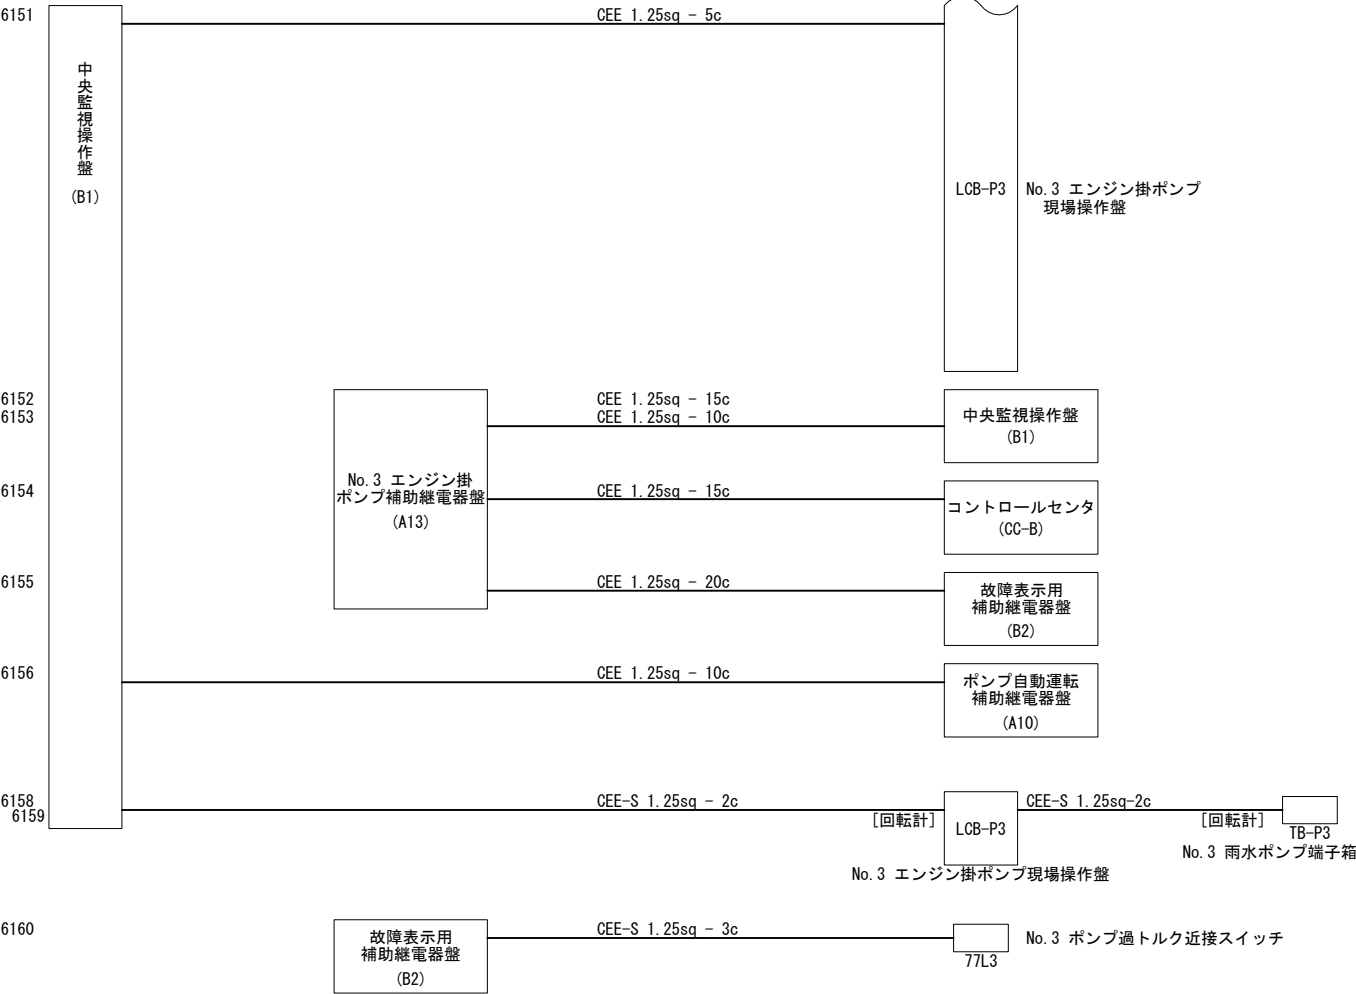 6151
CEE 1.25sq - 5c
中央監視操作盤
(B1)
LCB-P3
No.3 エンジン掛ポンプ
現場操作盤
6152
CEE 1.25sq - 15c
6153
CEE 1.25sq - 10c
中央監視操作盤
(B1)
No.3 エンジン掛
ポンプ補助継電器盤
(A13)
6154
CEE 1.25sq - 15c
コントロールセンタ
(CC-B)
6155
CEE 1.25sq - 20c
故障表示用
補助継電器盤
(B2)
6156
CEE 1.25sq - 10c
ポンプ自動運転
補助継電器盤
(A10)
6158
CEE-S 1.25sq - 2c
CEE-S 1.25sq-2c
6159
[回転計]
LCB-P3
[回転計]
TB-P3
No.3 雨水ポンプ端子箱
No.3 エンジン掛ポンプ現場操作盤
6160
CEE-S 1.25sq - 3c
故障表示用
補助継電器盤
(B2)
77L3
No.3 ポンプ過トルク近接スイッチ